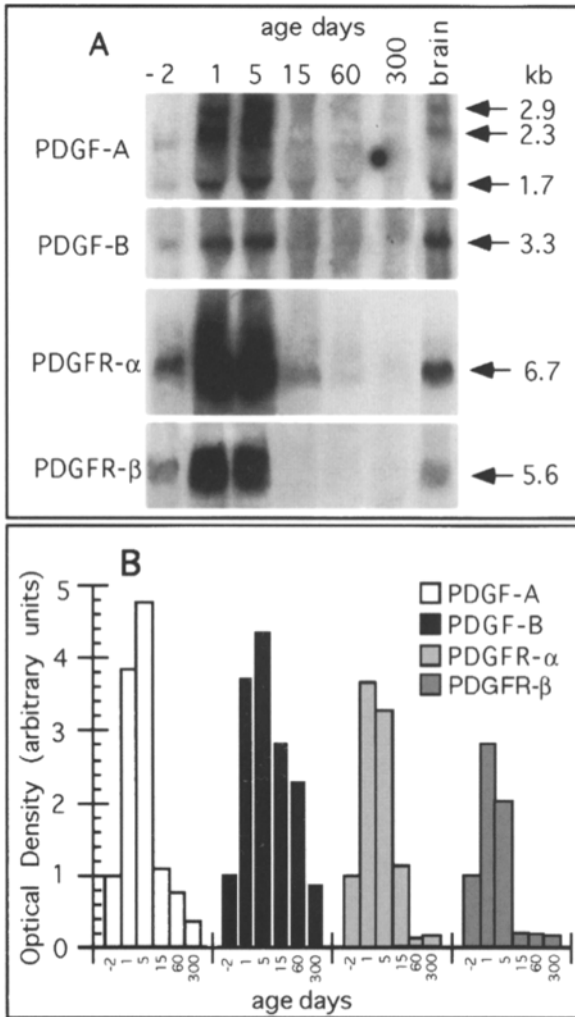 A
age days
- 2 1 5 15 60 300 brain kb
PDGF-A
2.9
2.3
1.7
PDGF-B
3.3
PDGFR-α
6.7
PDGFR-β
5.6
B
Optical Density (arbitrary units)
5
4
3
2
1
0
PDGF-A
PDGF-B
PDGFR-α
PDGFR-β
-2 1 5 15 60 300 -2 1 5 15 60 300 -2 1 5 15 60 300 -2 1 5 15 60 300
age days